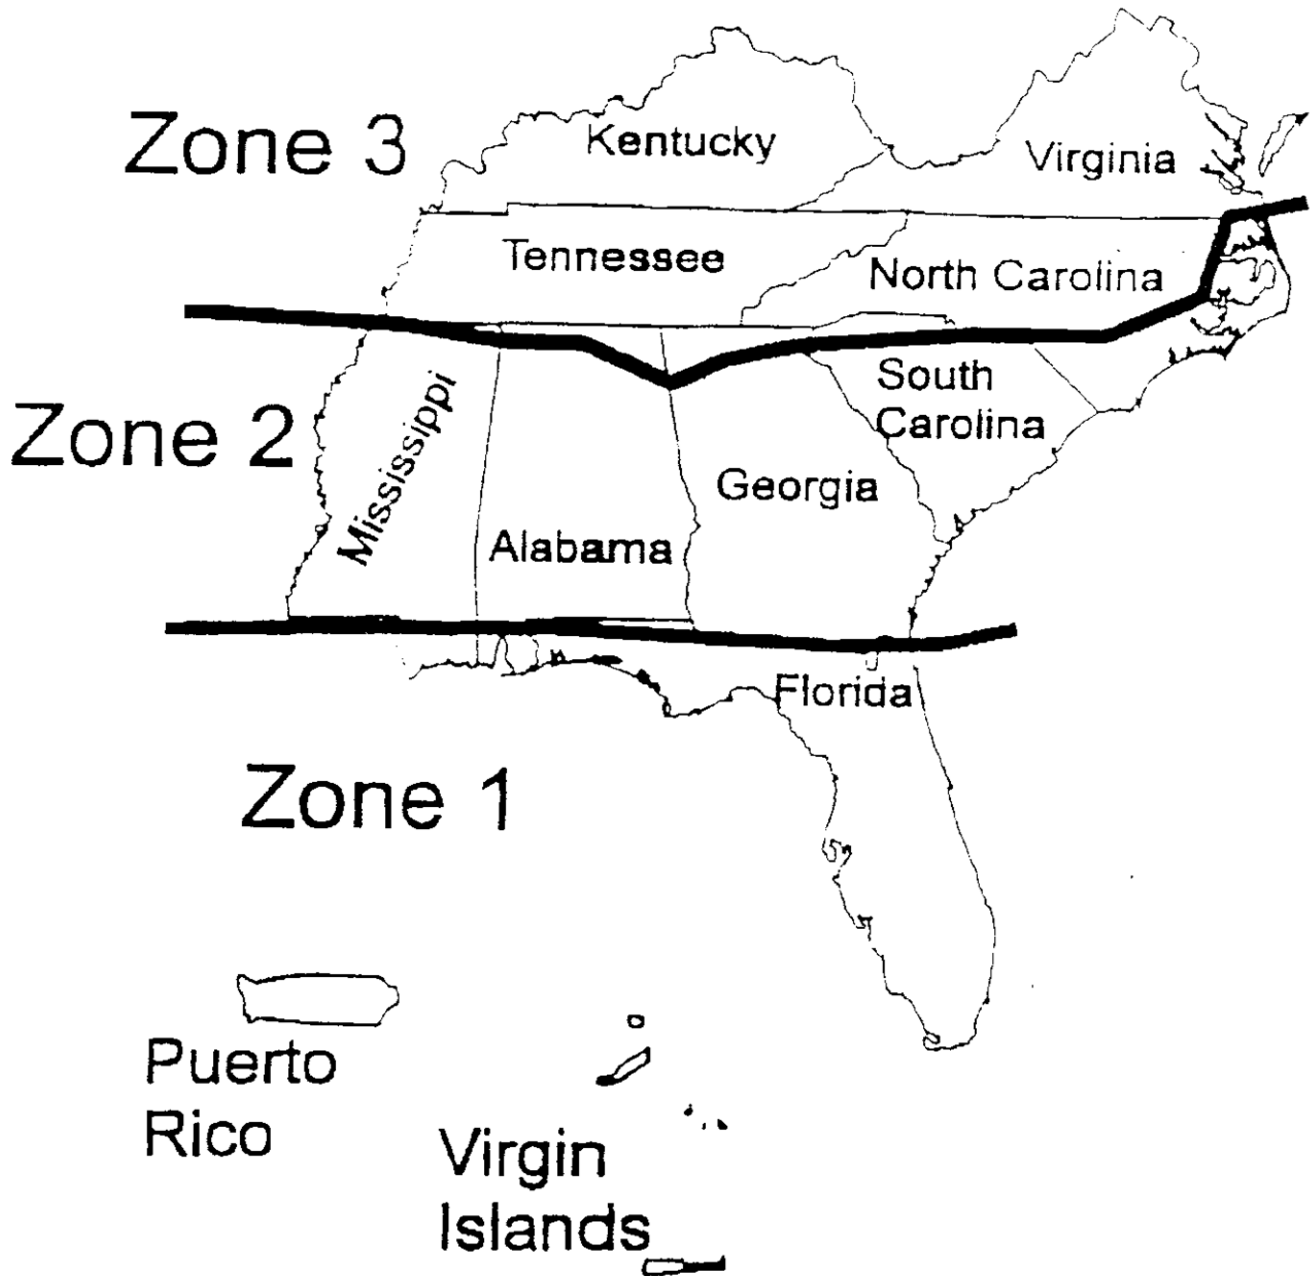 Zone 3
Kentucky
Virginia
Tennessee
North Carolina
Zone 2
Mississippi
South
Carolina
Georgia
Alabama
Florida
Zone 1
Puerto
Rico
Virgin
Islands